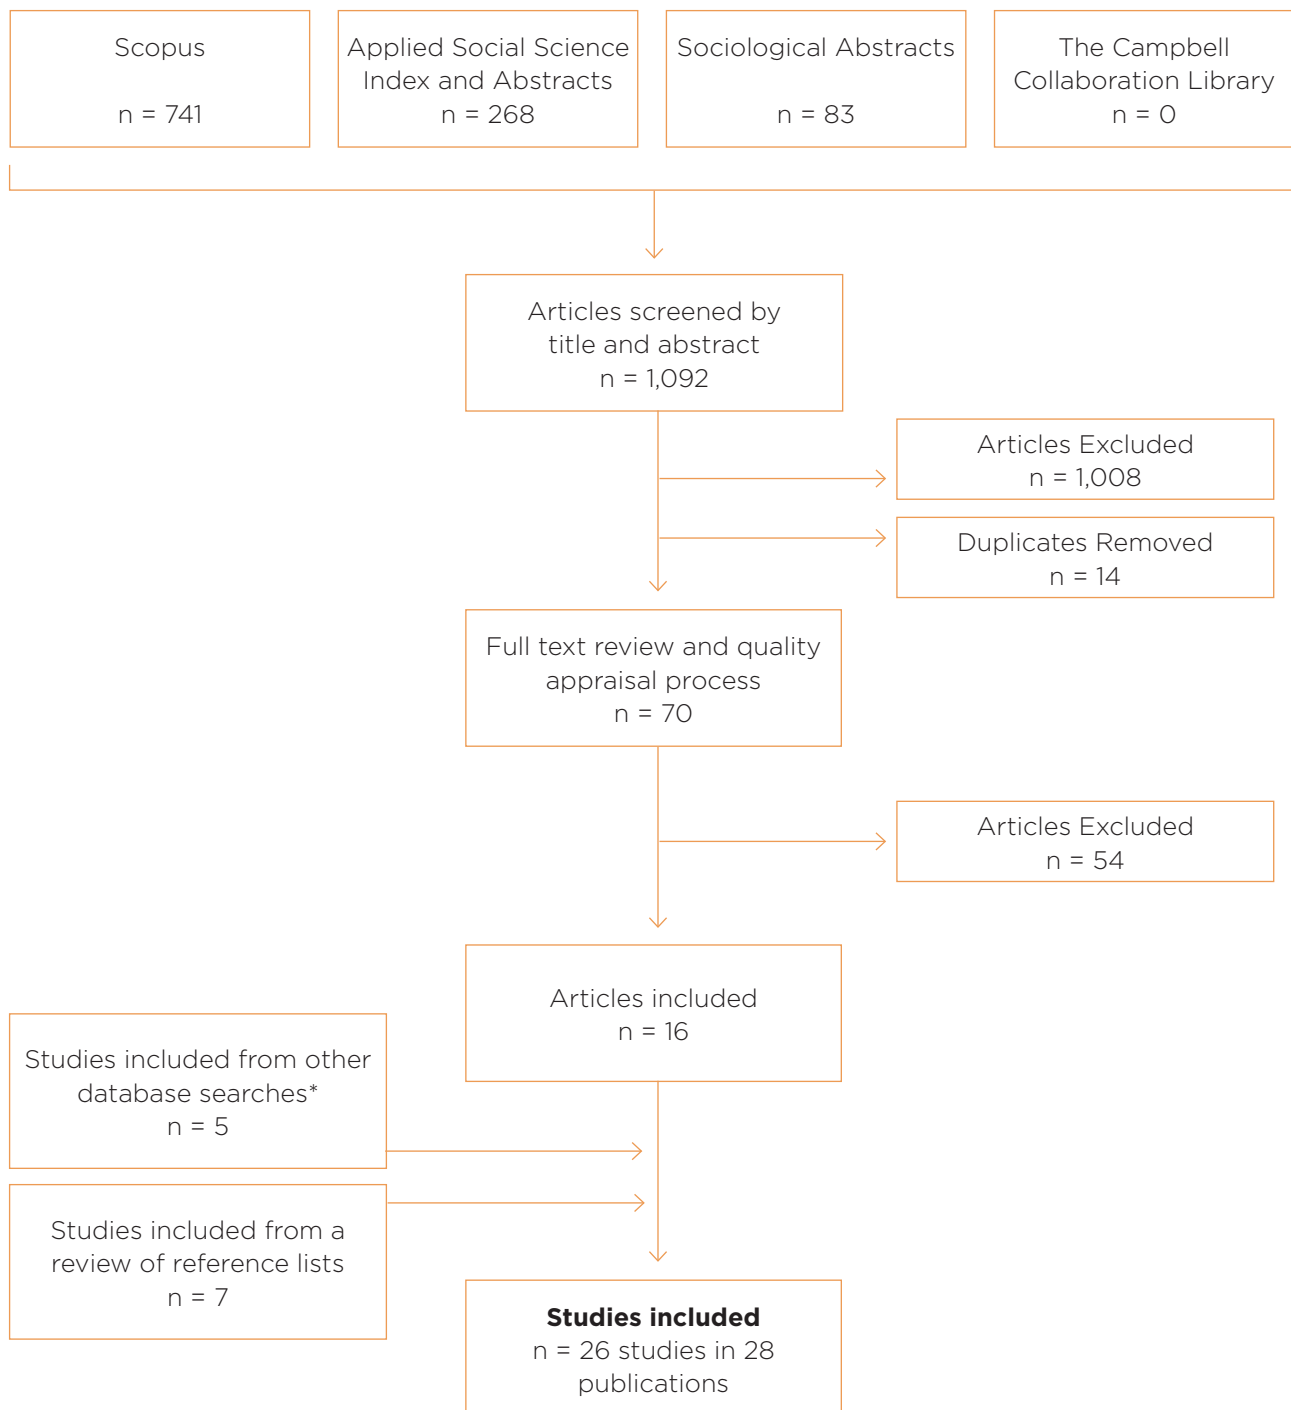 Scopus
n = 741
Applied Social Science
Index and Abstracts
n = 268
Sociological Abstracts
n = 83
The Campbell
Collaboration Library
n = 0
Articles screened by
title and abstract
n = 1,092
Articles Excluded
n = 1,008
Duplicates Removed
n = 14
Full text review and quality
appraisal process
n = 70
Articles Excluded
n = 54
Articles included
n = 16
Studies included from other
database searches*
n = 5
Studies included from a
review of reference lists
n = 7
Studies included
n = 26 studies in 28
publications